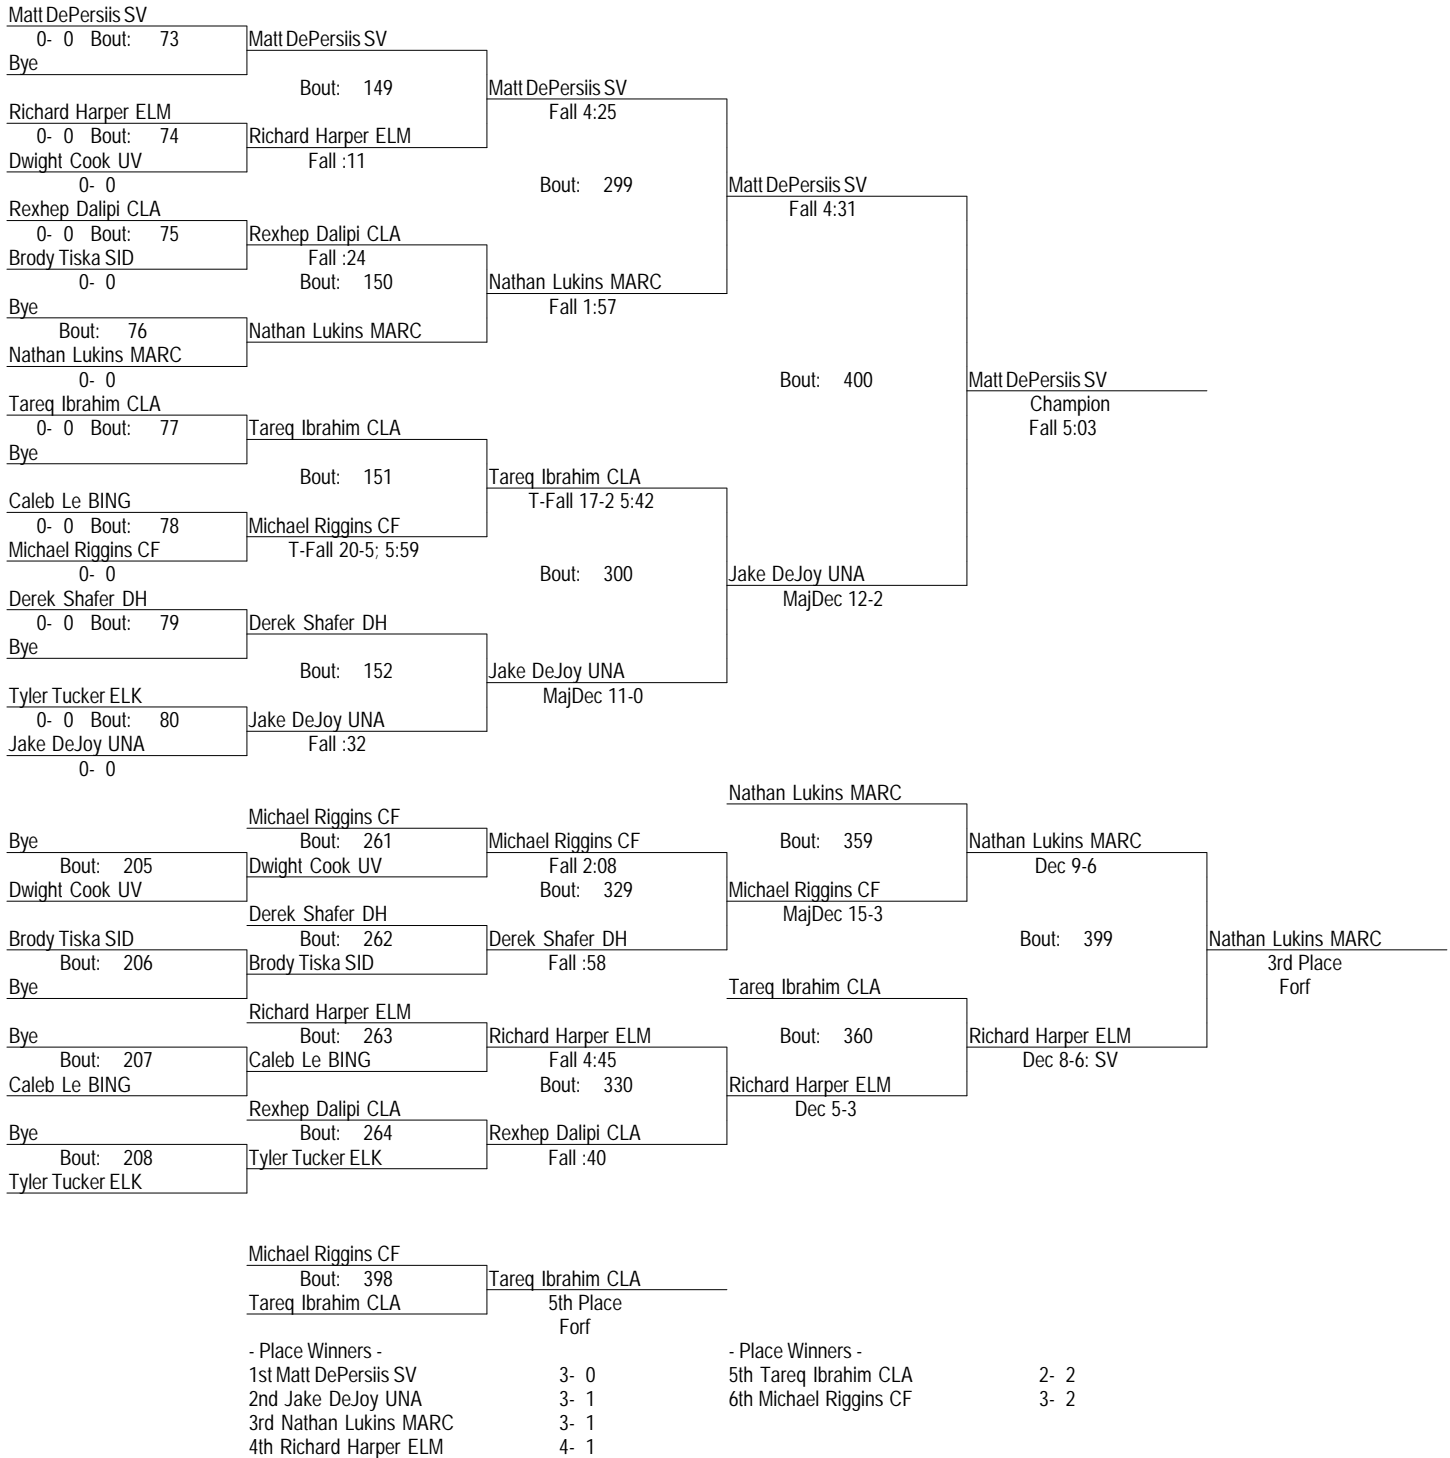 Matt DePersiis SV
0- 0 Bout: 73 Matt DePersiis SV
Bye
Bout: 149 Matt DePersiis SV
Richard Harper ELM Fall 4:25
0- 0 Bout: 74 Richard Harper ELM
Dwight Cook UV Fall :11
0- 0 Bout: 299 Matt DePersiis SV
Rexhep Dalipi CLA Fall 4:31
0- 0 Bout: 75 Rexhep Dalipi CLA
Brody Tiska SID Fall :24
0- 0 Bout: 150 Nathan Lukins MARC
Bye Fall 1:57
Bout: 76 Nathan Lukins MARC
Nathan Lukins MARC
0- 0 Bout: 400 Matt DePersiis SV
Tareq Ibrahim CLA Champion
0- 0 Bout: 77 Tareq Ibrahim CLA Fall 5:03
Bye
Bout: 151 Tareq Ibrahim CLA
Caleb Le BING T-Fall 17-2 5:42
0- 0 Bout: 78 Michael Riggins CF
Michael Riggins CF T-Fall 20-5; 5:59
0- 0 Bout: 300 Jake DeJoy UNA
Derek Shafer DH MajDec 12-2
0- 0 Bout: 79 Derek Shafer DH
Bye
Bout: 152 Jake DeJoy UNA
Tyler Tucker ELK MajDec 11-0
0- 0 Bout: 80 Jake DeJoy UNA
Jake DeJoy UNA Fall :32
0- 0
Nathan Lukins MARC
Michael Riggins CF
Bye Bout: 261 Michael Riggins CF Bout: 359 Nathan Lukins MARC
Bout: 205 Dwight Cook UV Fall 2:08 Dec 9-6
Dwight Cook UV Bout: 329 Michael Riggins CF
Derek Shafer DH MajDec 15-3
Brody Tiska SID Bout: 262 Derek Shafer DH Bout: 399 Nathan Lukins MARC
Bout: 206 Brody Tiska SID Fall :58 3rd Place
Bye Tareq Ibrahim CLA Forf
Richard Harper ELM
Bye Bout: 263 Richard Harper ELM Bout: 360 Richard Harper ELM
Bout: 207 Caleb Le BING Fall 4:45 Dec 8-6: SV
Caleb Le BING Bout: 330 Richard Harper ELM
Rexhep Dalipi CLA Dec 5-3
Bye Bout: 264 Rexhep Dalipi CLA
Bout: 208 Tyler Tucker ELK Fall :40
Tyler Tucker ELK
Michael Riggins CF
Bout: 398 Tareq Ibrahim CLA
Tareq Ibrahim CLA 5th Place
Forf
- Place Winners - - Place Winners -
1st Matt DePersiis SV 3- 0 5th Tareq Ibrahim CLA 2- 2
2nd Jake DeJoy UNA 3- 1 6th Michael Riggins CF 3- 2
3rd Nathan Lukins MARC 3- 1
4th Richard Harper ELM 4- 1